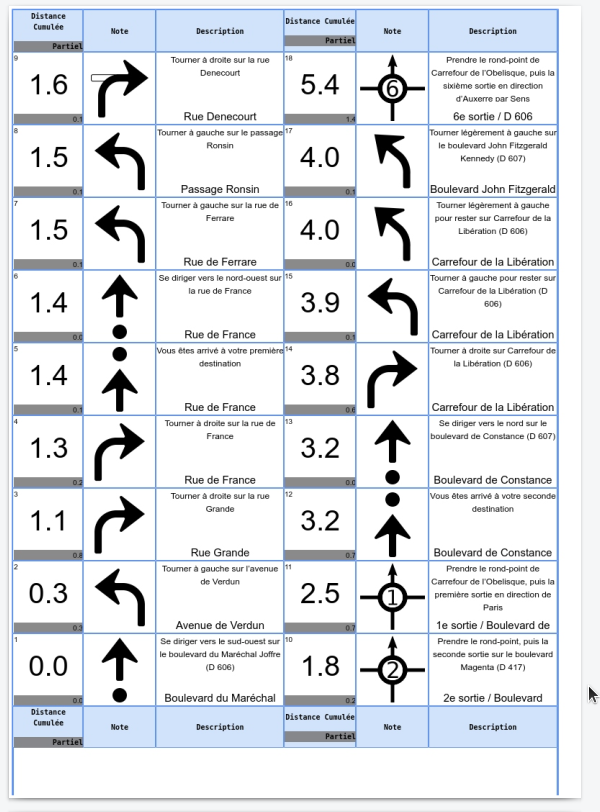 Distance Cumulée
Partiel
Note
Description
Distance Cumulée
Partiel
Note
Description
9
1.6
0.1
Tourner à droite sur la rue
Denecourt
Rue Denecourt
18
5.4
1.4
6
Prendre le rond-point de
Carrefour de l'Obelisque, puis la
sixième sortie en direction
d'Auxerre par Sens
6e sortie / D 606
8
1.5
0.1
Tourner à gauche sur le passage
Ronsin
Passage Ronsin
17
4.0
0.1
Tourner légèrement à gauche sur
le boulevard John Fitzgerald
Kennedy (D 607)
Boulevard John Fitzgerald
7
1.5
0.1
Tourner à gauche sur la rue de
Ferrare
Rue de Ferrare
16
4.0
0.0
Tourner légèrement à gauche
pour rester sur Carrefour de la
Libération (D 606)
Carrefour de la Libération
6
1.4
0.0
Se diriger vers le nord-ouest sur
la rue de France
Rue de France
15
3.9
0.1
Tourner à gauche pour rester sur
Carrefour de la Libération (D
606)
Carrefour de la Libération
5
1.4
0.1
Vous êtes arrivé à votre première
destination
Rue de France
14
3.8
0.6
Tourner à droite sur Carrefour de
la Libération (D 606)
Carrefour de la Libération
4
1.3
0.2
Tourner à droite sur la rue de
France
Rue de France
13
3.2
0.0
Se diriger vers le nord sur le
boulevard de Constance (D 607)
Boulevard de Constance
3
1.1
0.8
Tourner à droite sur la rue
Grande
Rue Grande
12
3.2
0.7
Vous êtes arrivé à votre seconde
destination
Boulevard de Constance
2
0.3
0.3
Tourner à gauche sur l'avenue
de Verdun
Avenue de Verdun
11
2.5
0.7
1
Prendre le rond-point de
Carrefour de l'Obelisque, puis la
première sortie en direction de
Paris
1e sortie / Boulevard de
1
0.0
0.0
Se diriger vers le sud-ouest sur
le boulevard du Maréchal Joffre
(D 606)
Boulevard du Maréchal
10
1.8
0.2
2
Prendre le rond-point, puis la
seconde sortie sur le boulevard
Magenta (D 417)
2e sortie / Boulevard
Distance
Cumulée
Partiel
Note
Description
Distance Cumulée
Partiel
Note
Description